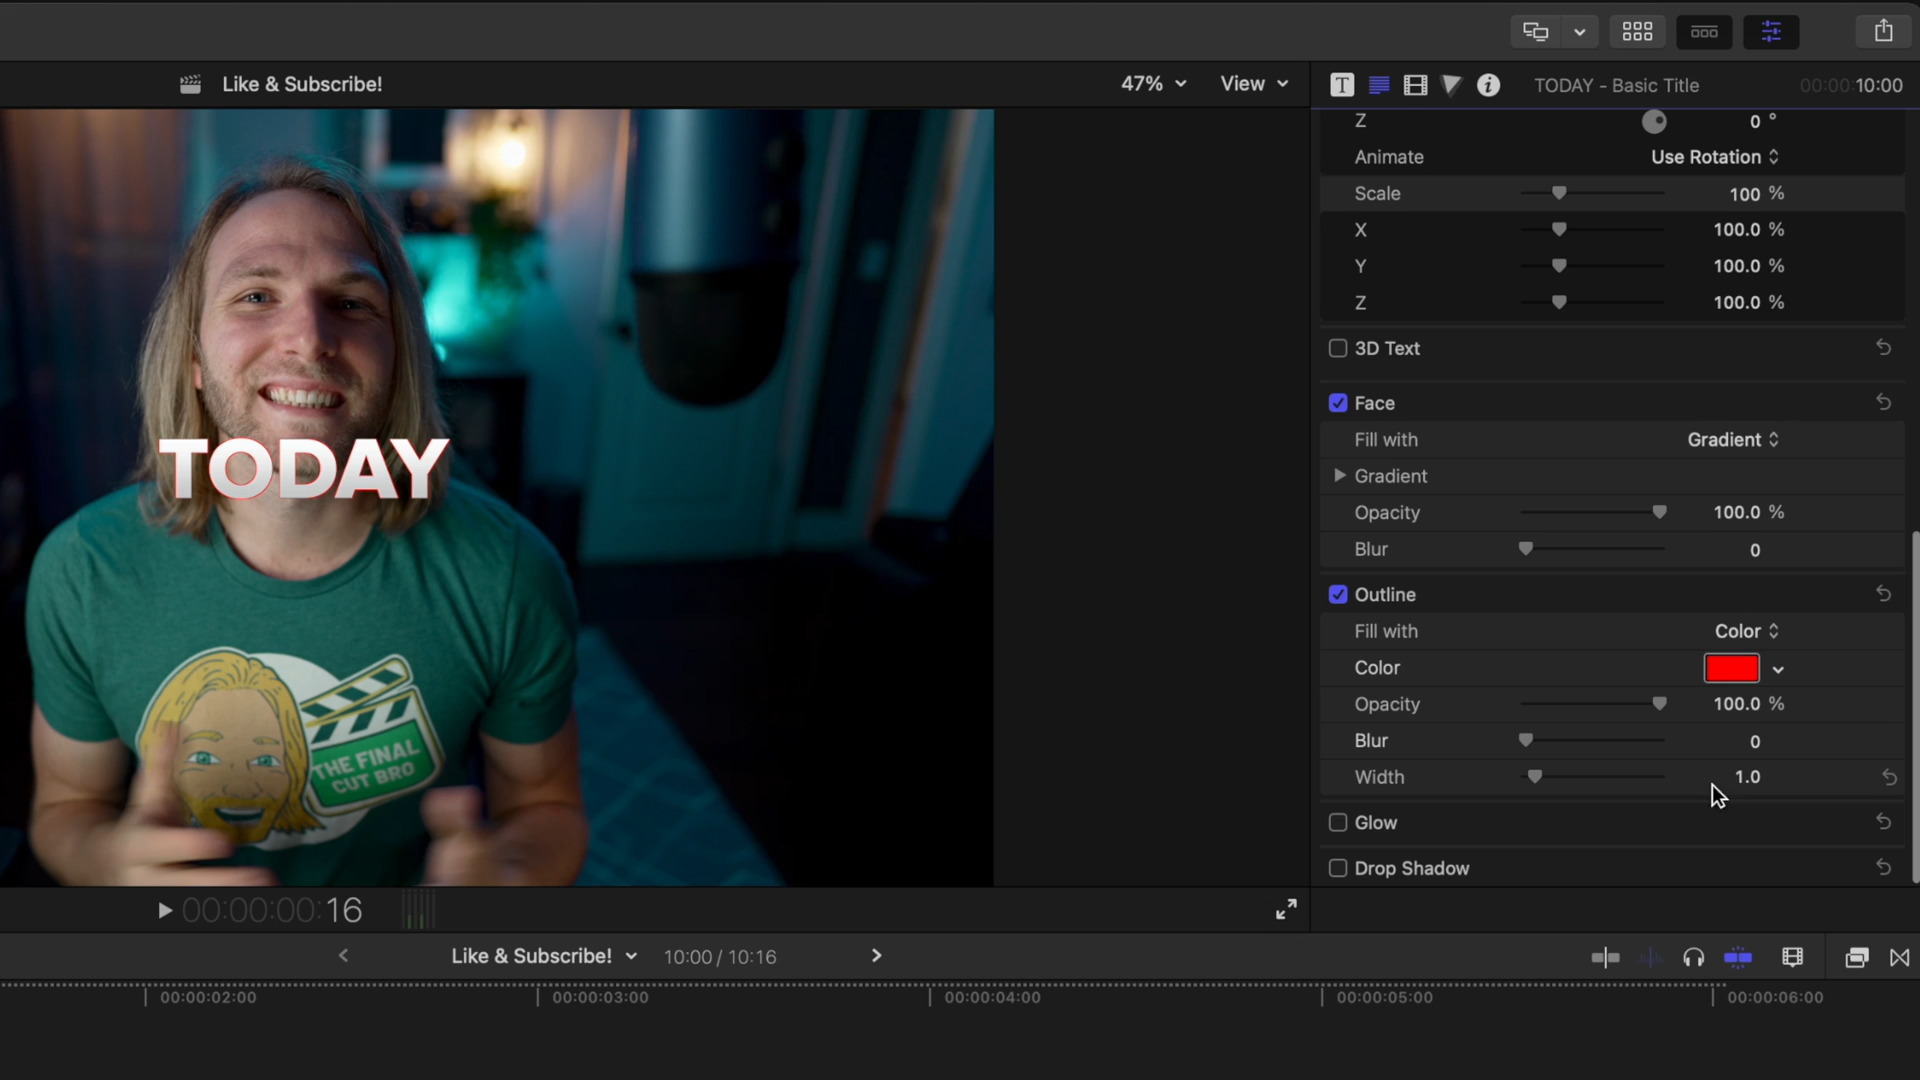 Like & Subscribe!
47%
View
T
i
TODAY - Basic Title
00:00:10:00
Z
0 °
Animate
Use Rotation
Scale
100 %
X
100.0 %
Y
100.0 %
Z
100.0 %
3D Text
Face
Fill with
Gradient
Gradient
Opacity
100.0 %
Blur
0
Outline
Fill with
Color
Color
Opacity
100.0 %
Blur
0
Width
1.0
Glow
Drop Shadow
TODAY
THE FINAL
CUT BRO
00:00:00:16
Like & Subscribe!
10:00 / 10:16
00:00:02:00
00:00:03:00
00:00:04:00
00:00:05:00
00:00:06:00